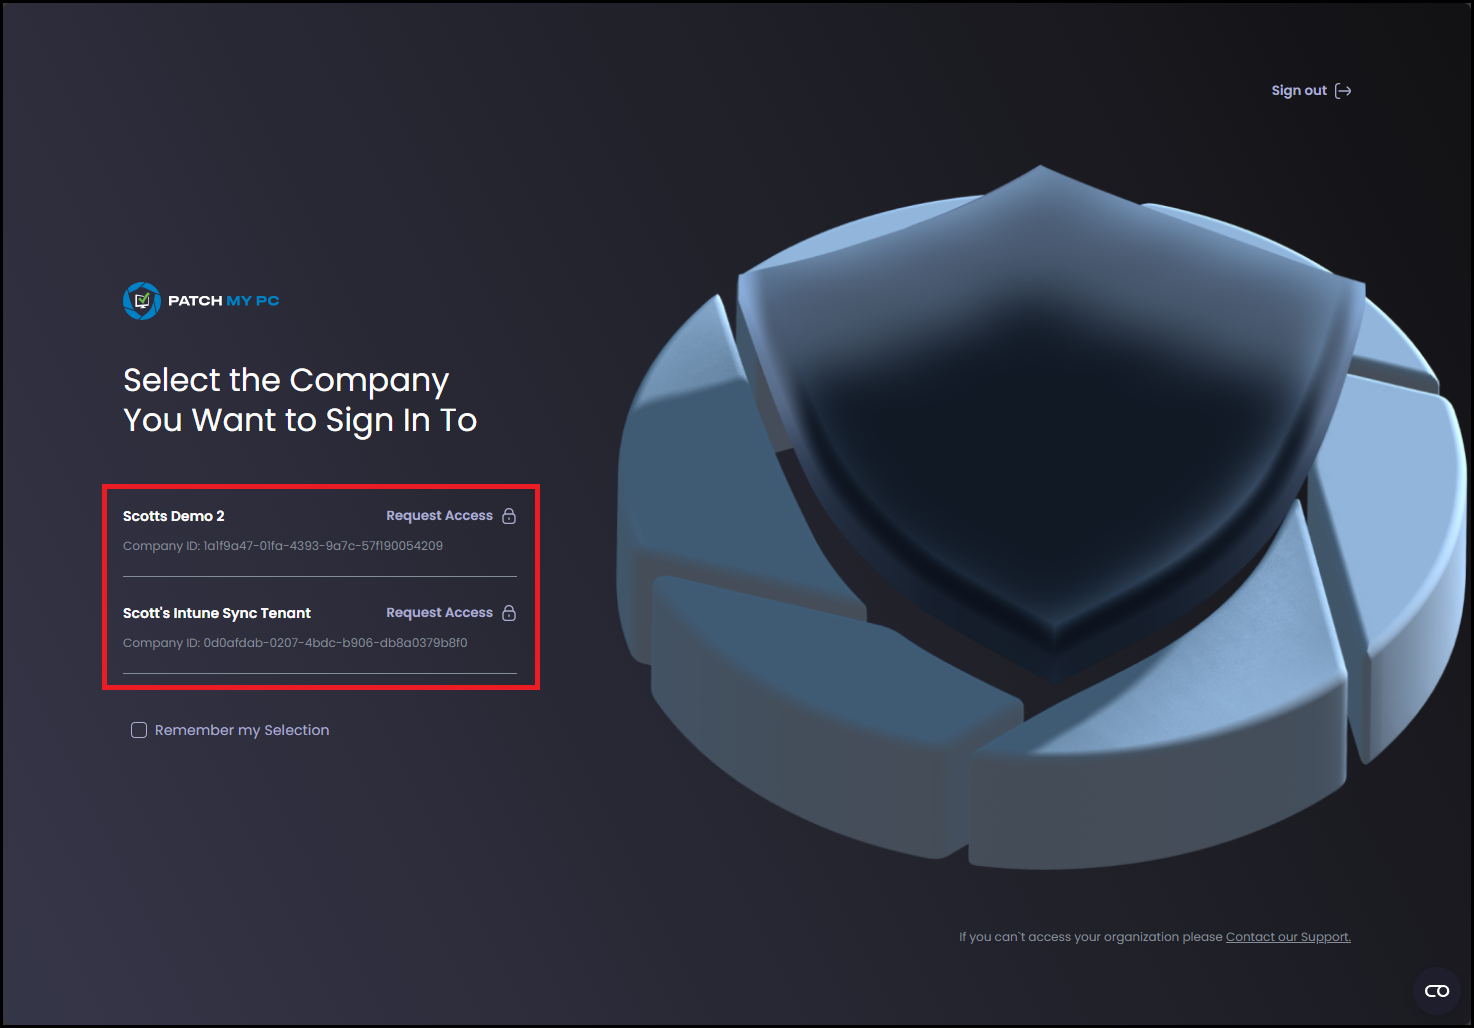 Sign out
PATCH MY PC
Select the Company
You Want to Sign In To
Scotts Demo 2 Request Access
Company ID: 1a1f9a47-01fa-4393-9a7c-57f190054209
Scott's Intune Sync Tenant Request Access
Company ID: 0d0afdab-0207-4bdc-b906-db8a0379b8f0
Remember my Selection
If you can`t access your organization please Contact our Support.